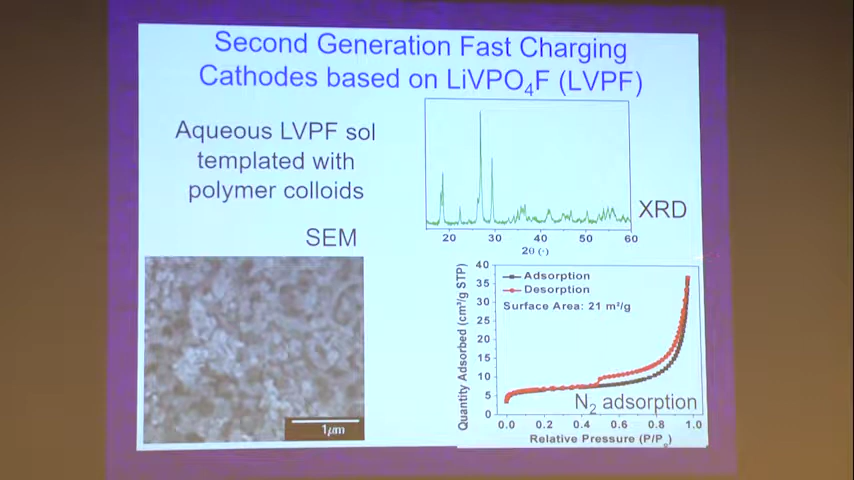 Second Generation Fast Charging
Cathodes based on LiVPO₄F (LVPF)
Aqueous LVPF sol
templated with
polymer colloids
SEM
1μm
20
30
40
50
60
2θ (·)
XRD
Quantity Adsorbed (cm³/g STP)
40
35
30
25
20
15
10
5
0
Adsorption
Desorption
Surface Area: 21 m²/g
N₂ adsorption
0.0
0.2
0.4
0.6
0.8
1.0
Relative Pressure (P/P₀)